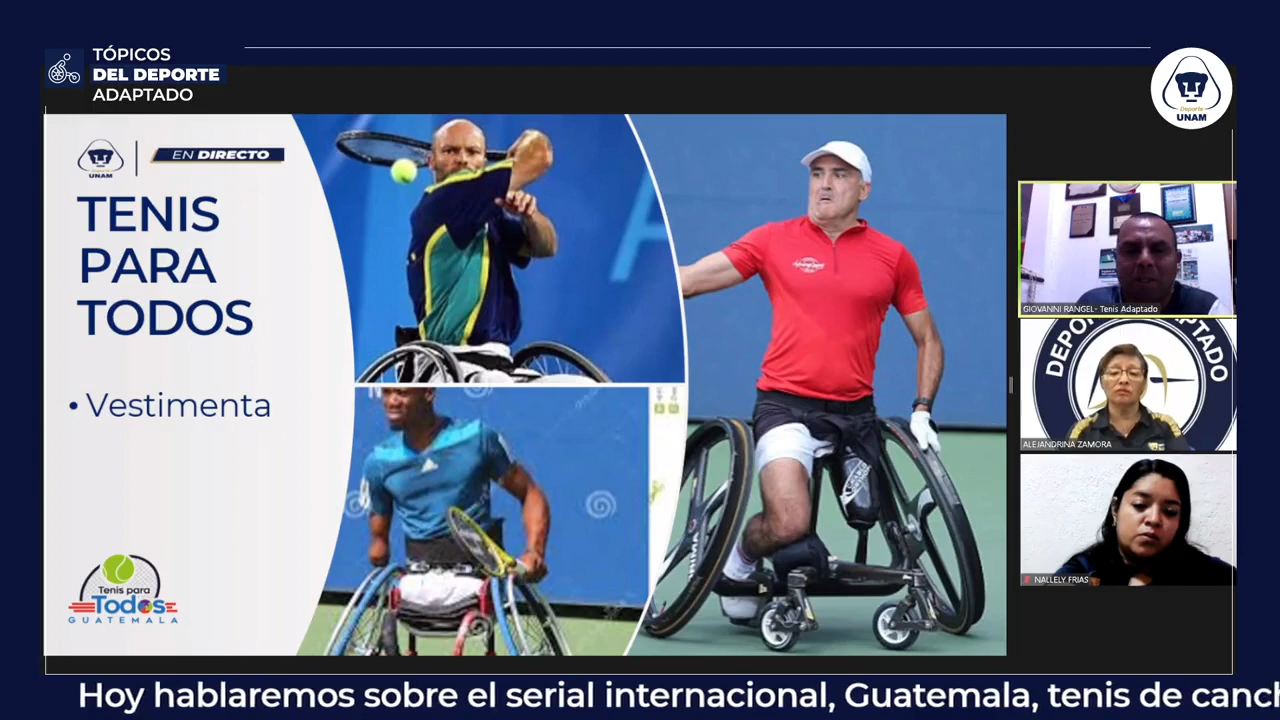 TÓPICOS
DEL DEPORTE
ADAPTADO
Deporte
UNAM
Deporte
UNAM
EN DIRECTO
TENIS
PARA
TODOS
• Vestimenta
Tenis para
Todos
GUATEMALA
GIOVANNI RANGEL- Tenis Adaptado
ALEJANDRINA ZAMORA
NALLELY FRIAS
Hoy hablaremos sobre el serial internacional, Guatemala, tenis de canch